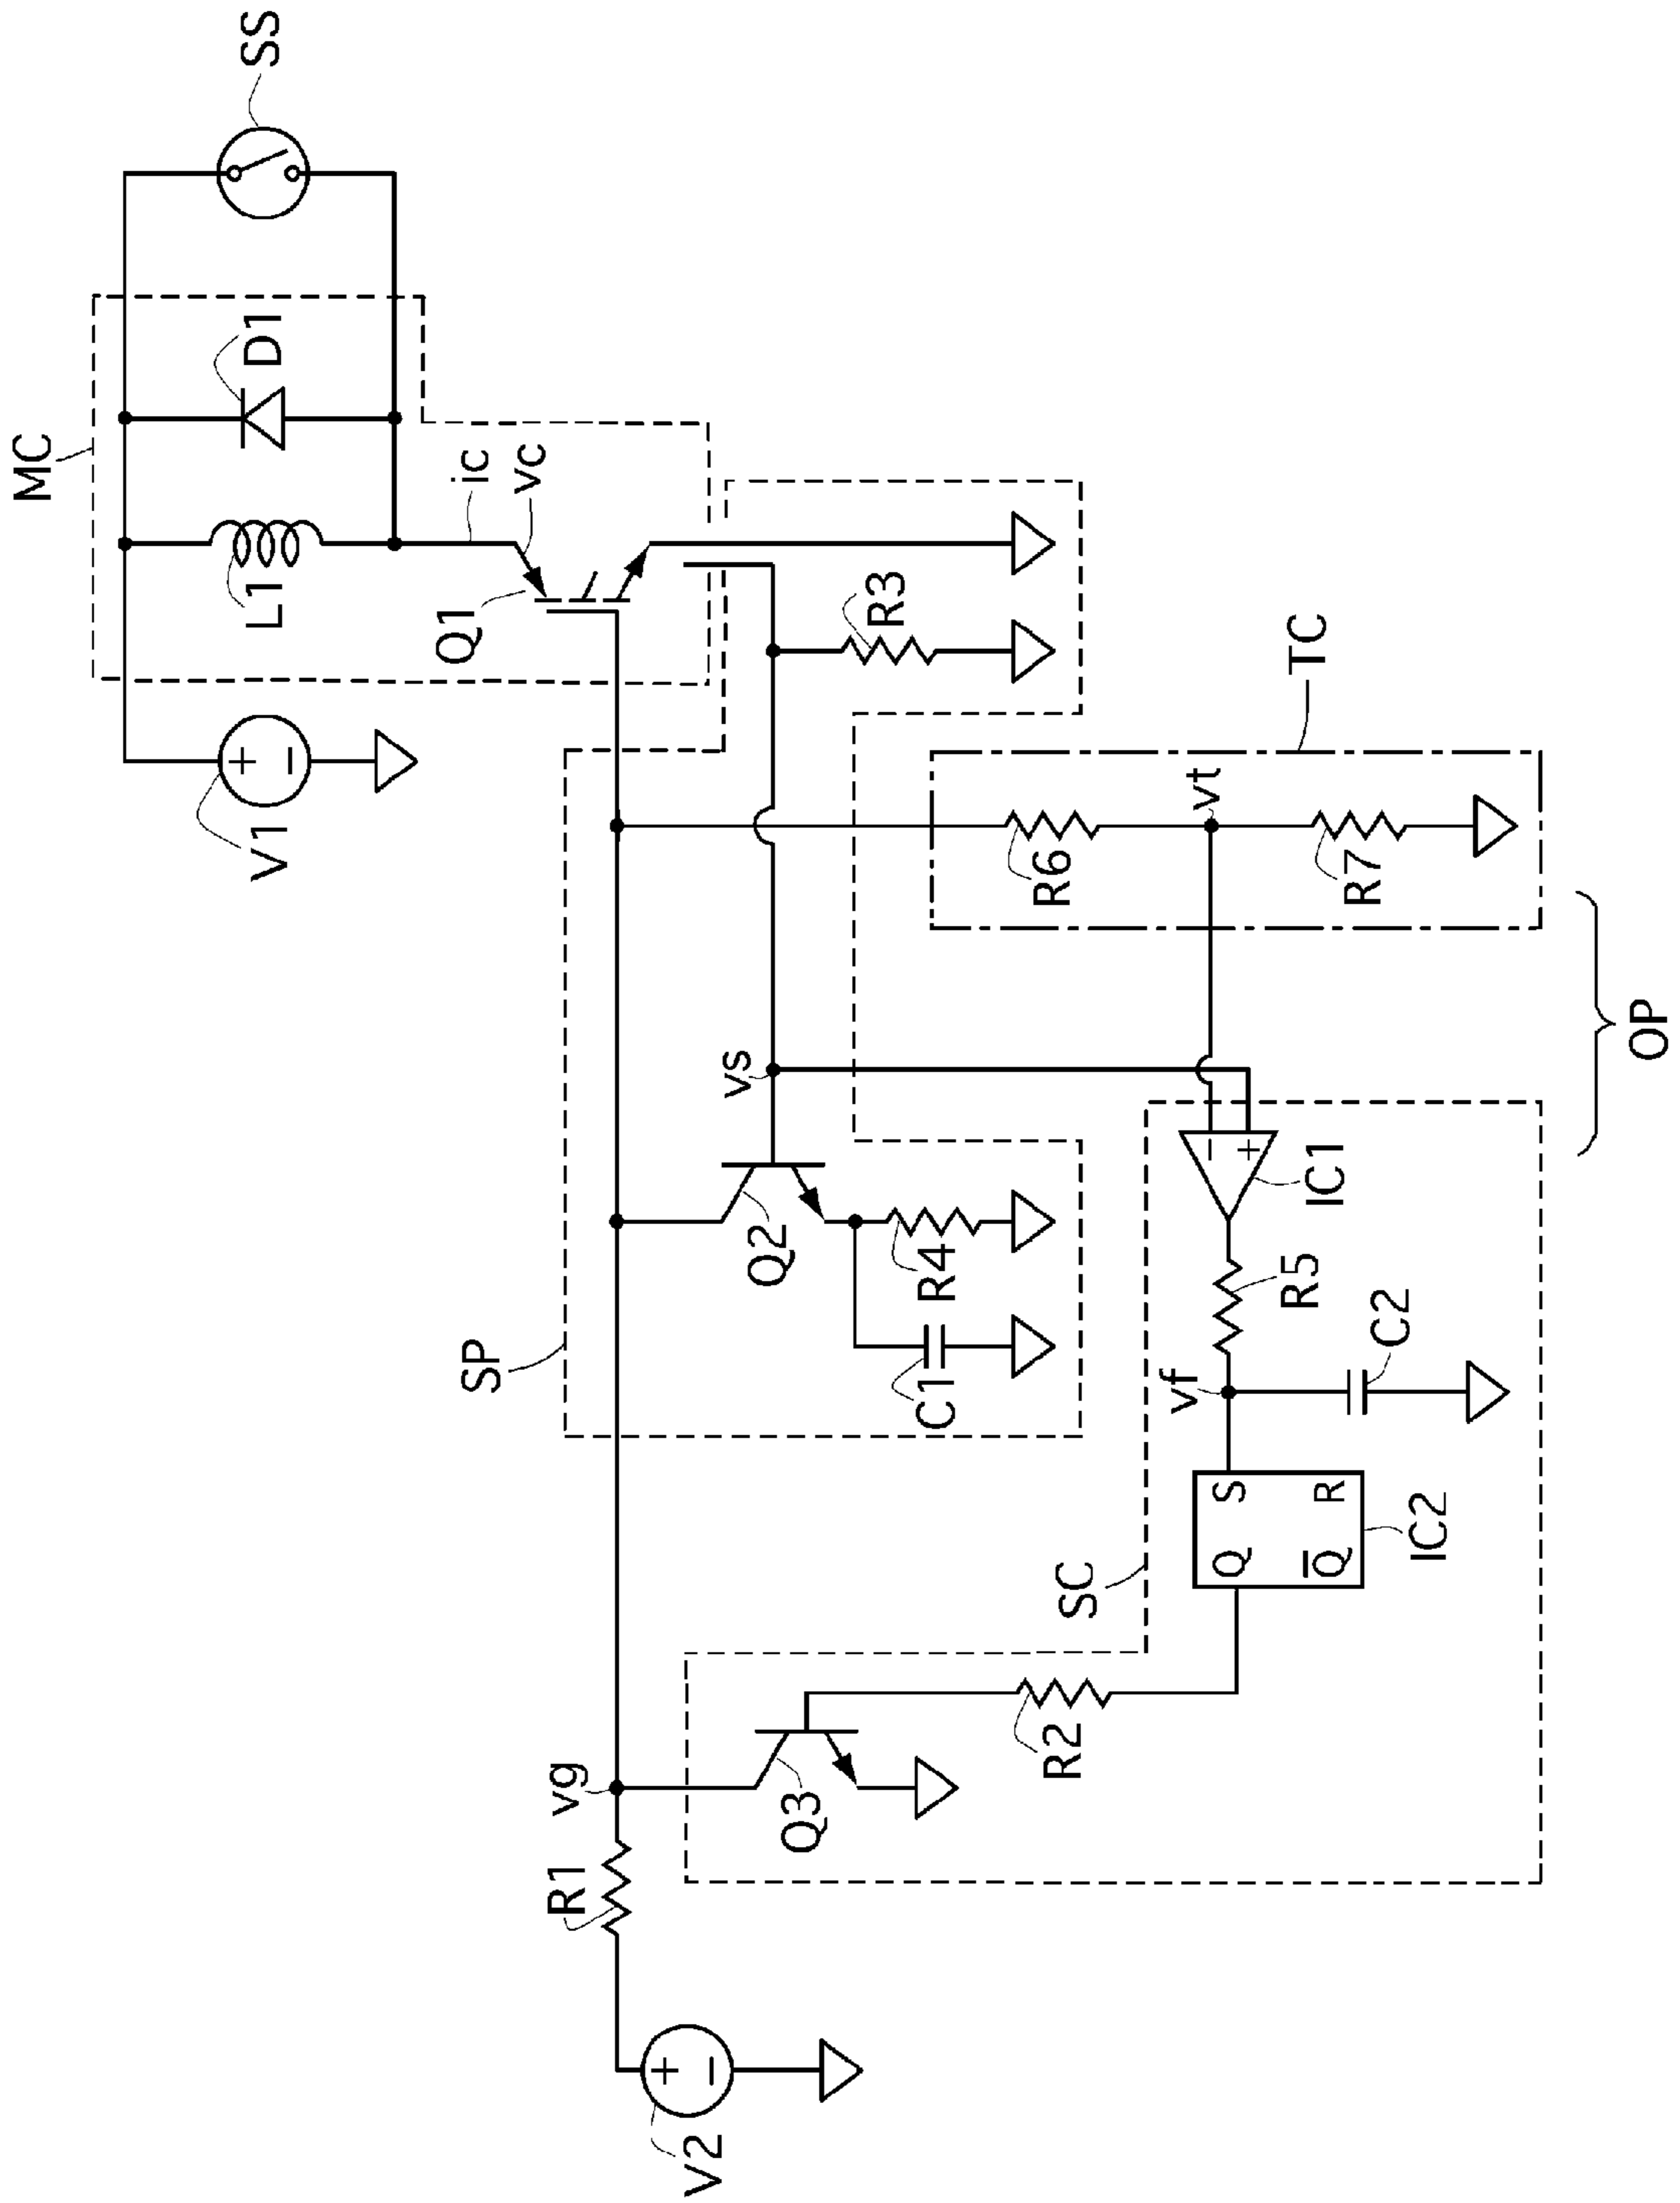 SS
MC
D1
L1
ic
vc
Q1
V1
R3
TC
vt
R6
R7
OP
vs
+
−
Q2
R4
C1
SP
−
+
IC1
R5
C2
vf
S
R
Q
Q̅
IC2
SC
R2
Q3
vg
R1
+
−
V2